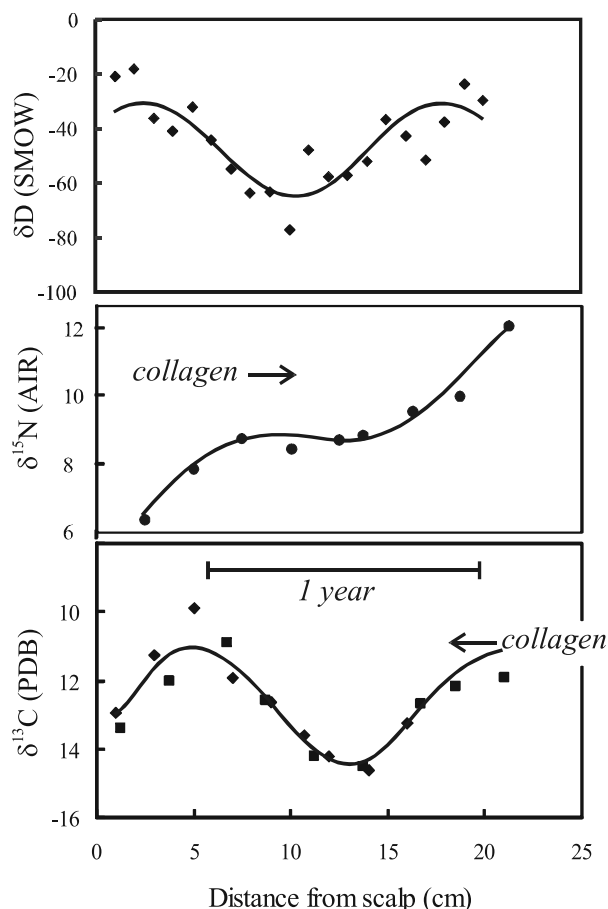 0
-20
-40
-60
-80
-100
δD (SMOW)
12
10
8
6
δ15N (AIR)
collagen
10
12
14
-16
δ13C (PDB)
1 year
collagen
0 5 10 15 20 25
Distance from scalp (cm)